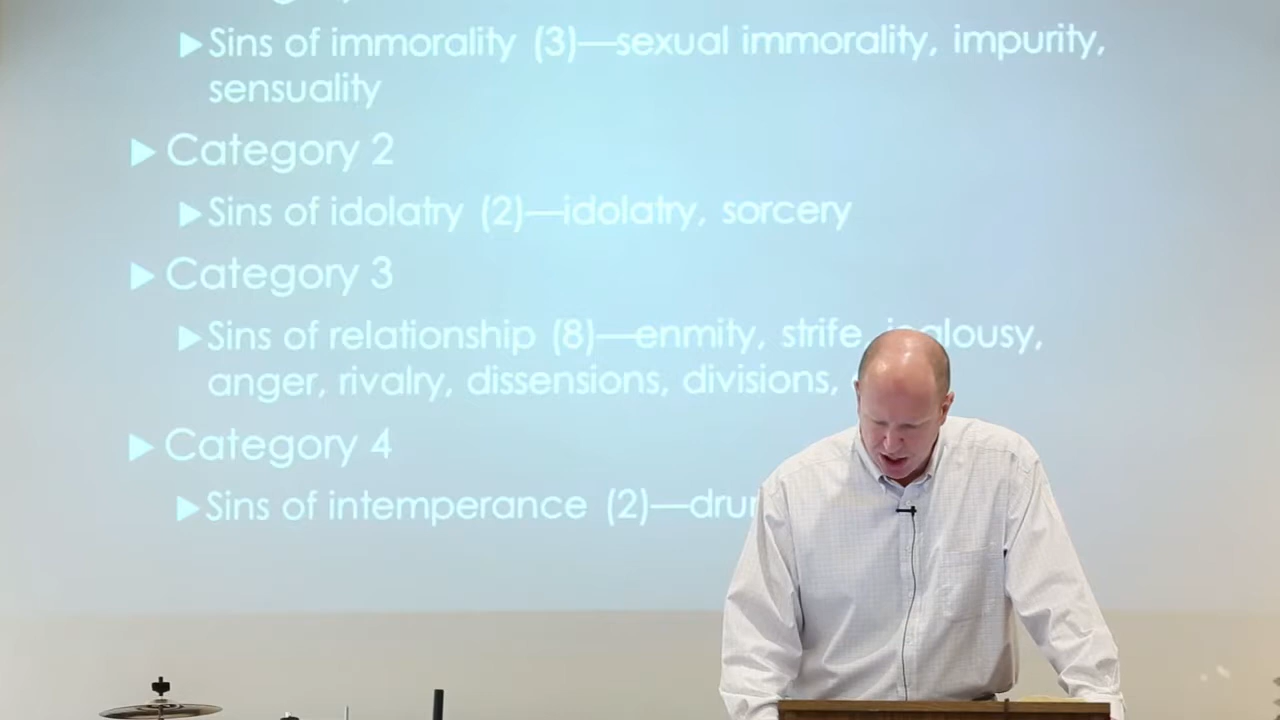 Sins of immorality (3)—sexual immorality, impurity,
sensuality
Category 2
Sins of idolatry (2)—idolatry, sorcery
Category 3
Sins of relationship (8)—enmity, strife, jealousy,
anger, rivalry, dissensions, divisions,
Category 4
Sins of intemperance (2)—